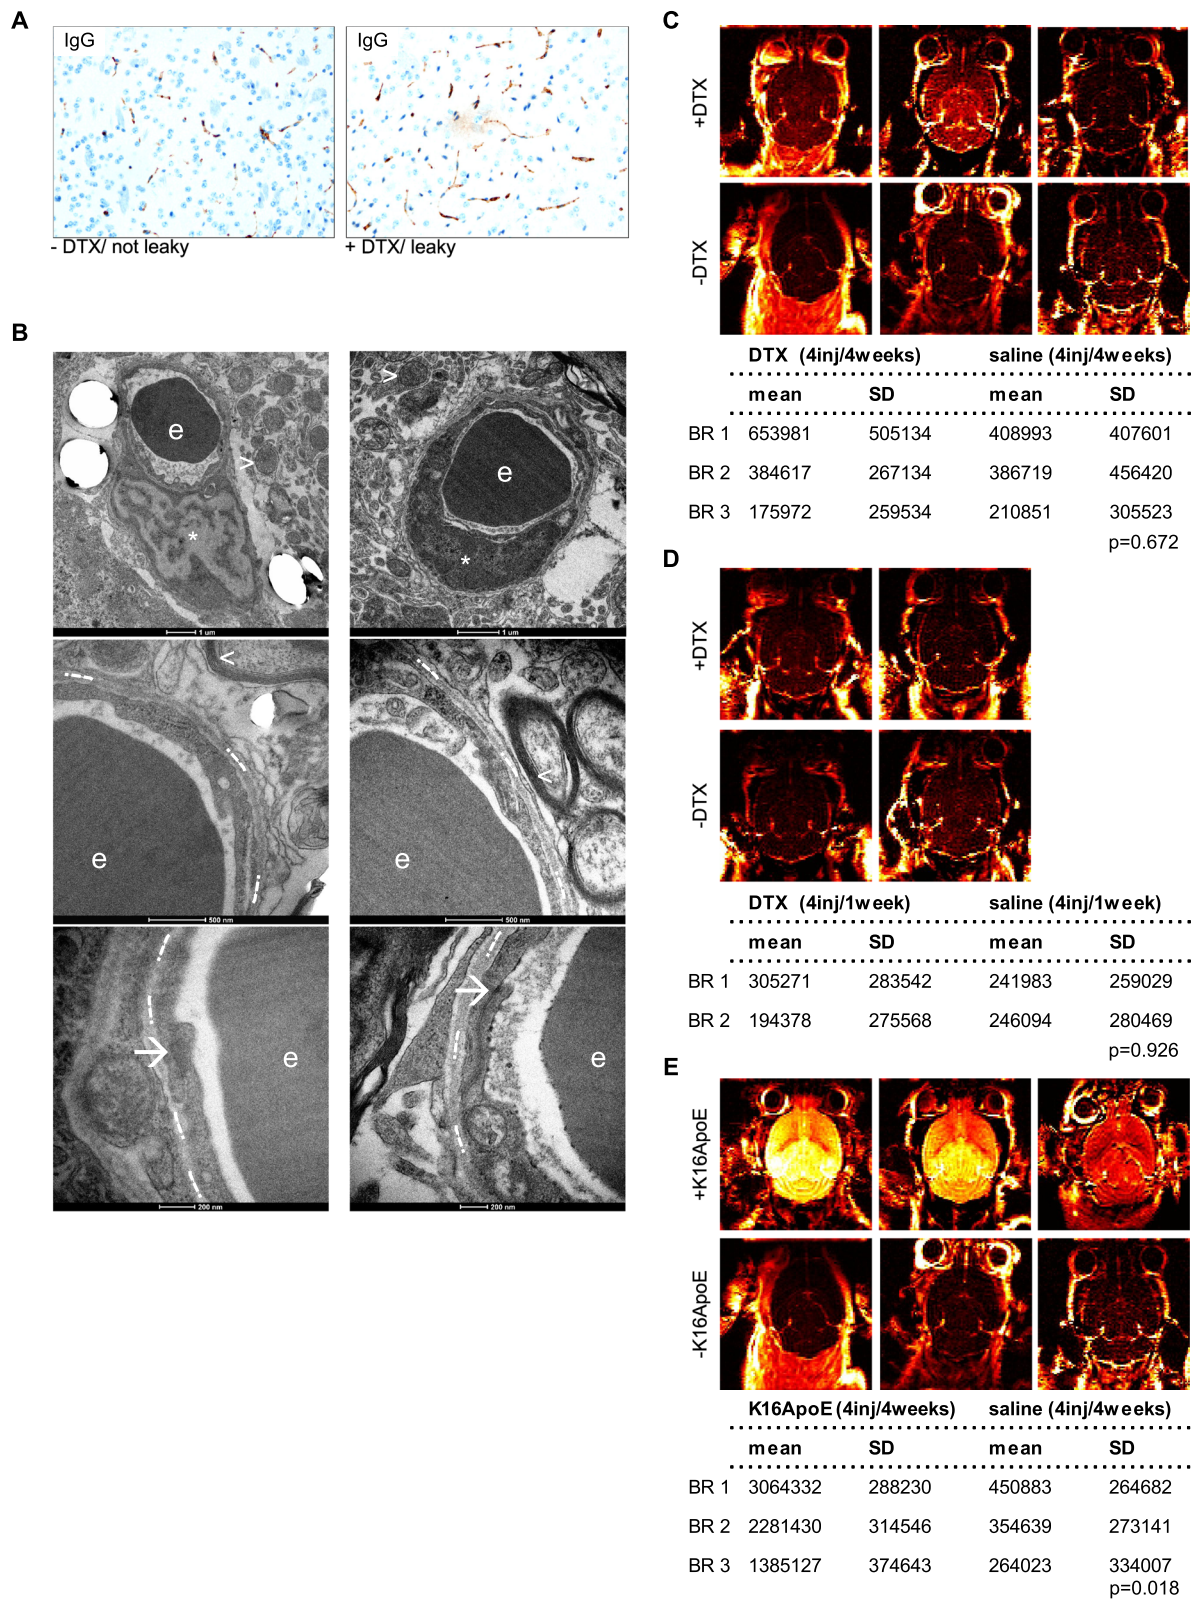 A
IgG
IgG
- DTX/ not leaky
+ DTX/ leaky
B
e
>
*
1 um
>
e
*
1 um
<
e
500 nm
<
e
500 nm
e
200 nm
e
200 nm
C
+DTX
-DTX
DTX (4inj/4weeks) saline (4inj/4weeks)
mean SD mean SD
BR 1 653981 505134 408993 407601
BR 2 384617 267134 386719 456420
BR 3 175972 259534 210851 305523
p=0.672
D
+DTX
-DTX
DTX (4inj/1week) saline (4inj/1week)
mean SD mean SD
BR 1 305271 283542 241983 259029
BR 2 194378 275568 246094 280469
p=0.926
E
+K16ApoE
-K16ApoE
K16ApoE (4inj/4weeks) saline (4inj/4weeks)
mean SD mean SD
BR 1 3064332 288230 450883 264682
BR 2 2281430 314546 354639 273141
BR 3 1385127 374643 264023 334007
p=0.018